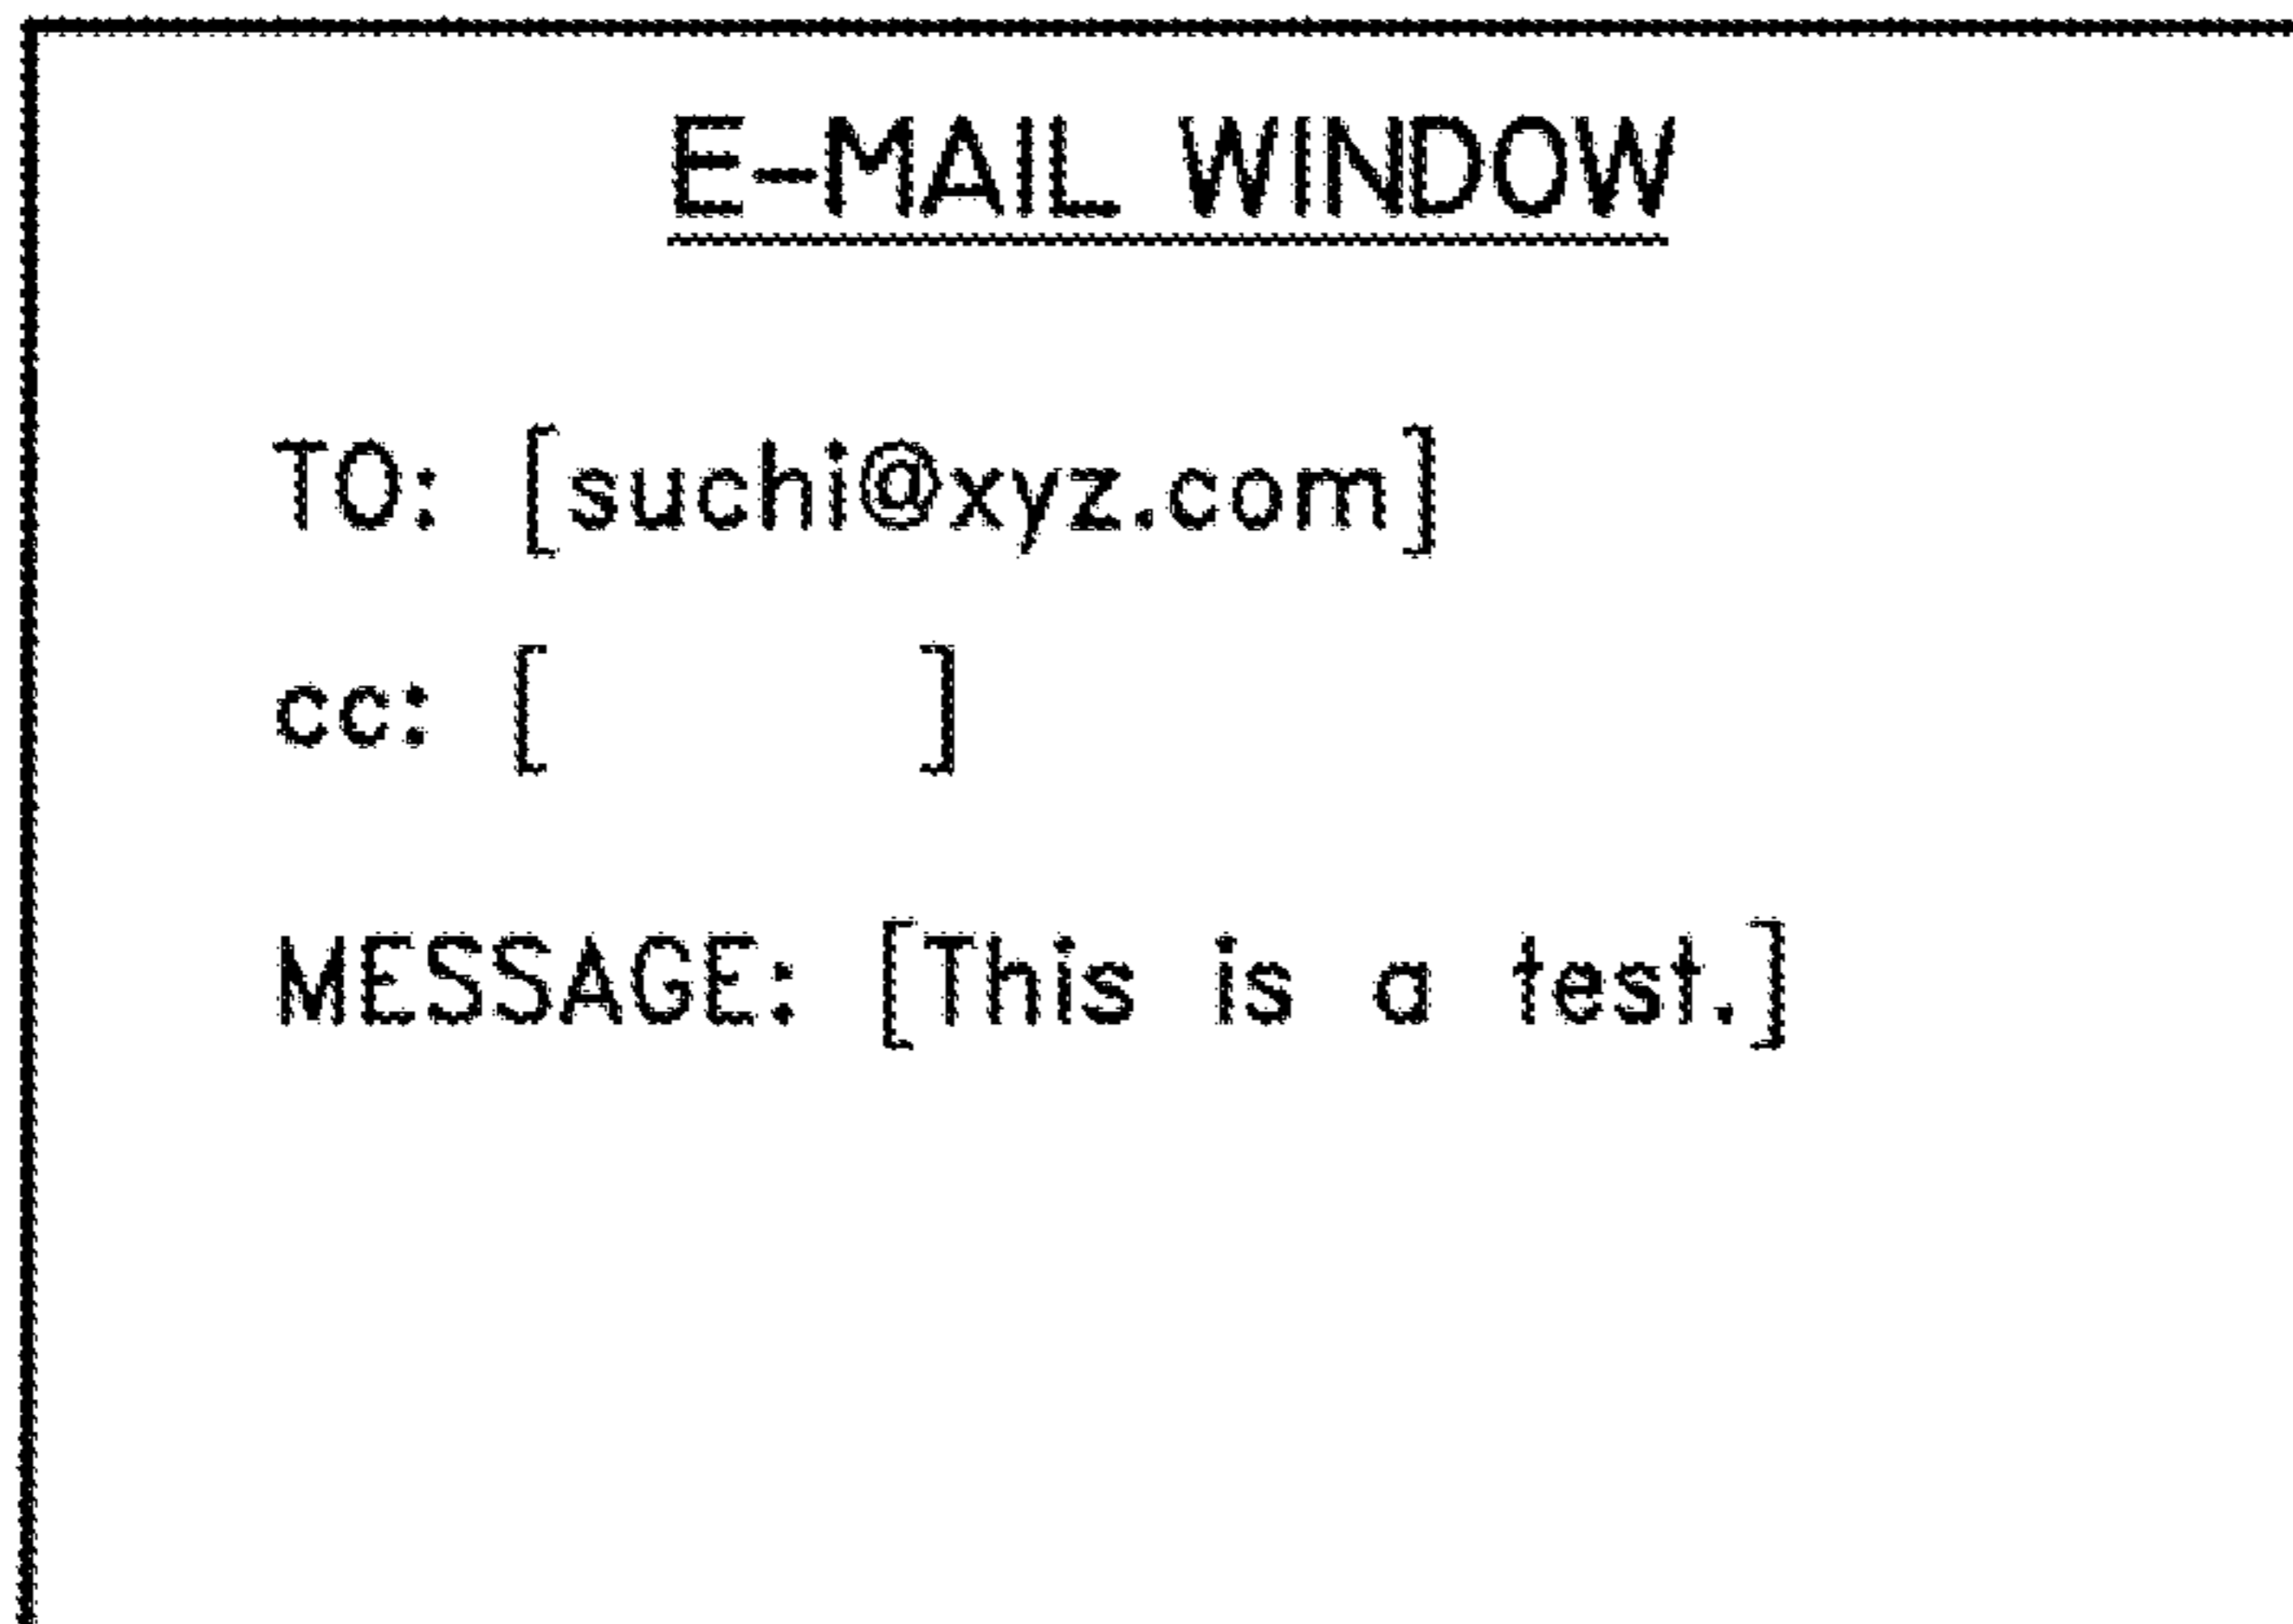 E-MAIL WINDOW
TO: [suchi@xyz.com]
cc: [ ]
MESSAGE: [This is a test.]